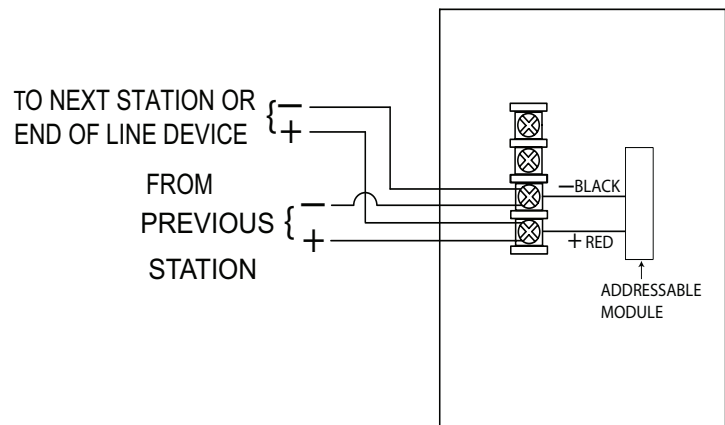 TO NEXT STATION OR { −
END OF LINE DEVICE +
FROM
PREVIOUS { −
+
STATION
−BLACK
+ RED
ADDRESSABLE
MODULE